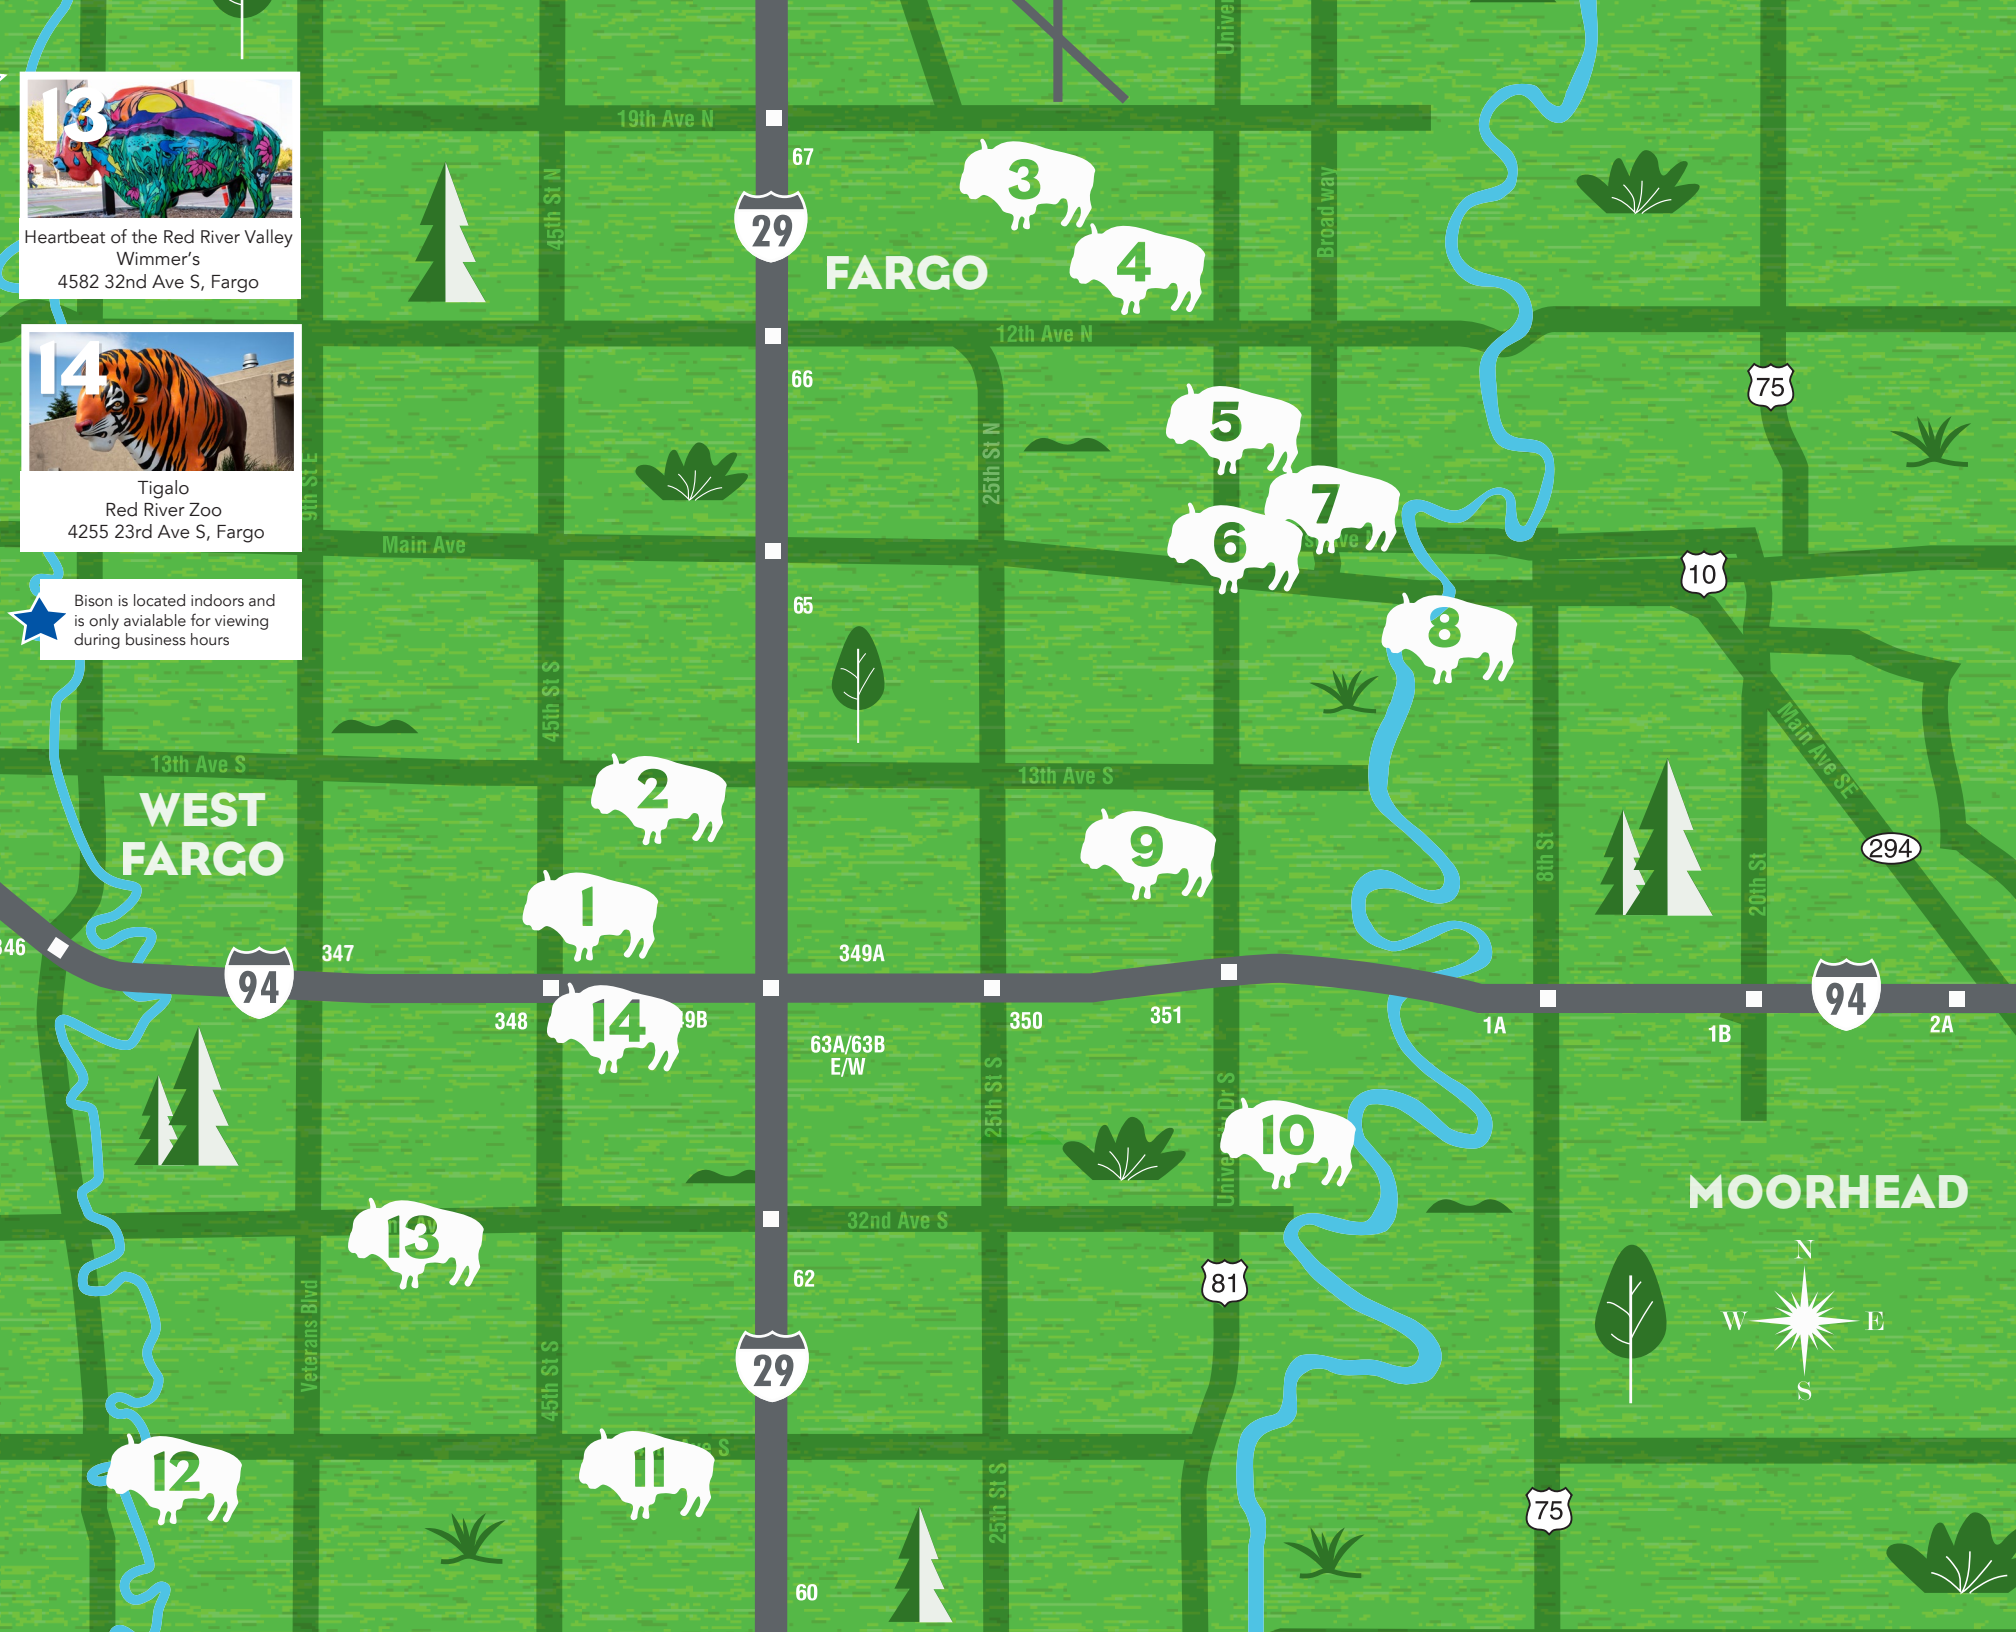 13
Heartbeat of the Red River Valley
Wimmer's
4582 32nd Ave S, Fargo
14
Tigalo
Red River Zoo
4255 23rd Ave S, Fargo
Bison is located indoors and
is only avialable for viewing
during business hours
19th Ave N
67
3
45th St N
29
Broad way
4
FARGO
12th Ave N
66
75
5
25th St N
9th St E
7
6
Main Ave
10
65
8
45th St S
Main Ave SE
13th Ave S
13th Ave S
2
WEST
FARGO
9
8th St
20th St
294
1
347
349A
94
94
14
348
350
351
1A
1B
2A
63A/63B
E/W
25th St S
10
MOORHEAD
13
32nd Ave S
N
W
E
S
62
81
Veterans Blvd
45th St S
29
12
11
25th St S
75
60